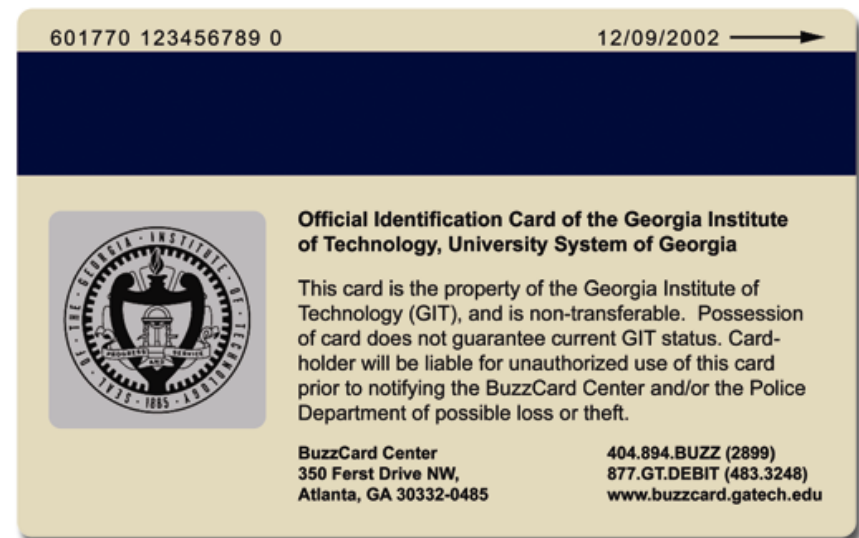 601770 123456789 0 12/09/2002
Official Identification Card of the Georgia Institute
of Technology, University System of Georgia
SEAL · OF · THE · GEORGIA · INSTITUTE · OF · TECHNOLOGY
PROGRESS AND SERVICE
· 1885 ·
This card is the property of the Georgia Institute of
Technology (GIT), and is non-transferable. Possession
of card does not guarantee current GIT status. Card-
holder will be liable for unauthorized use of this card
prior to notifying the BuzzCard Center and/or the Police
Department of possible loss or theft.
BuzzCard Center
350 Ferst Drive NW,
Atlanta, GA 30332-0485
404.894.BUZZ (2899)
877.GT.DEBIT (483.3248)
www.buzzcard.gatech.edu